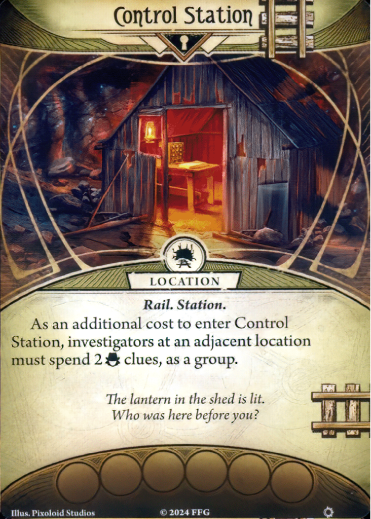 Control Station
LOCATION
Rail. Station.
As an additional cost to enter Control
Station, investigators at an adjacent location
must spend 2 clues, as a group.
The lantern in the shed is lit.
Who was here before you?
Illus. Pixoloid Studios
© 2024 FFG